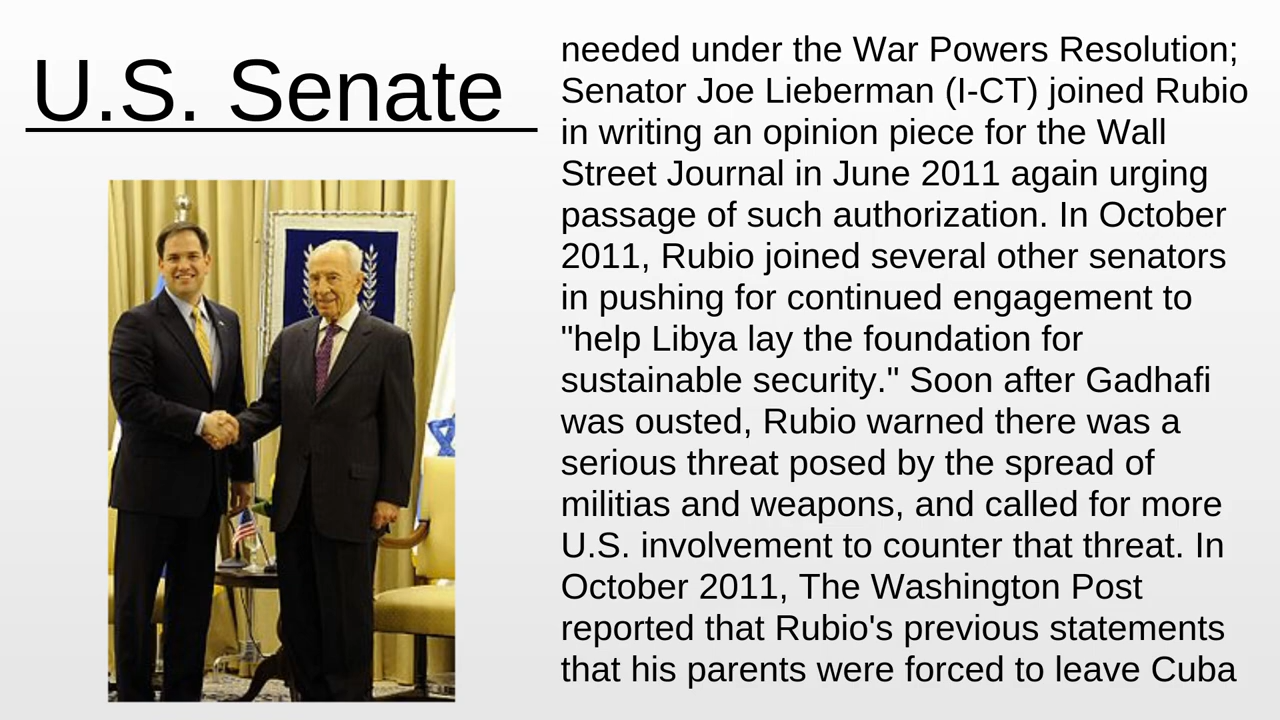 U.S. Senate
needed under the War Powers Resolution;
Senator Joe Lieberman (I-CT) joined Rubio
in writing an opinion piece for the Wall
Street Journal in June 2011 again urging
passage of such authorization. In October
2011, Rubio joined several other senators
in pushing for continued engagement to
"help Libya lay the foundation for
sustainable security." Soon after Gadhafi
was ousted, Rubio warned there was a
serious threat posed by the spread of
militias and weapons, and called for more
U.S. involvement to counter that threat. In
October 2011, The Washington Post
reported that Rubio's previous statements
that his parents were forced to leave Cuba